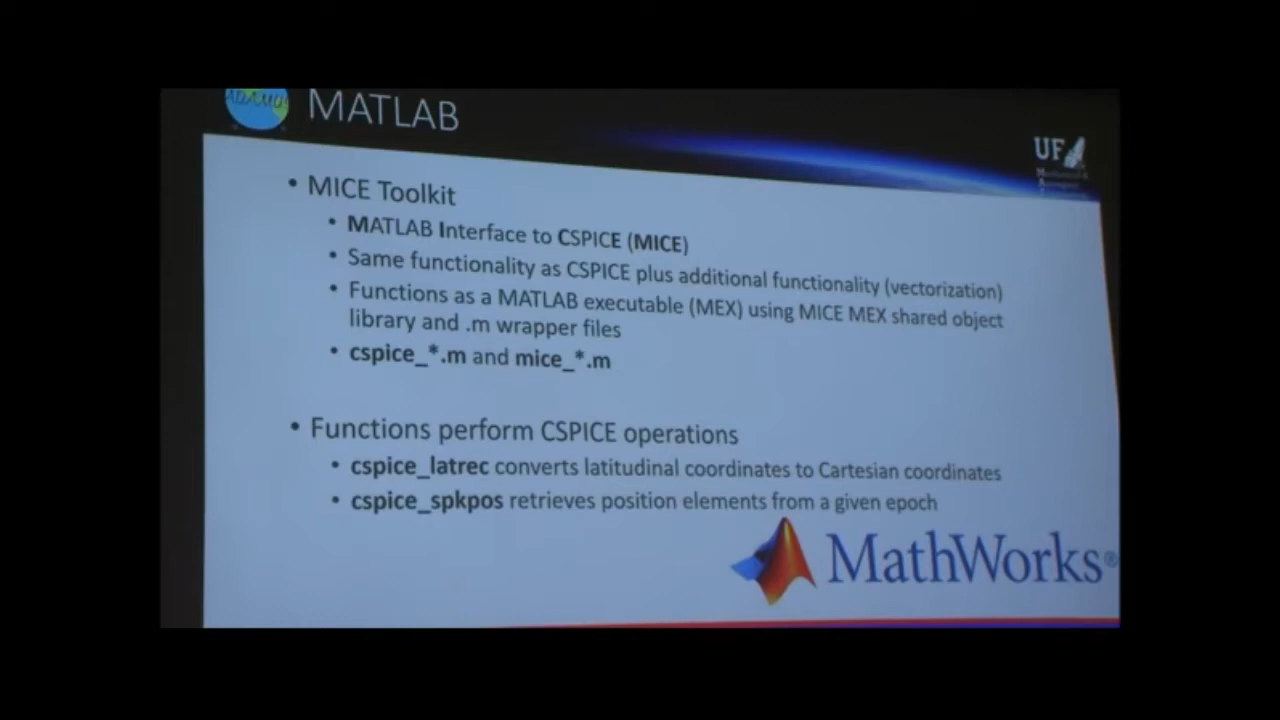 MATLAB
UF
• MICE Toolkit
• MATLAB Interface to CSPICE (MICE)
• Same functionality as CSPICE plus additional functionality (vectorization)
• Functions as a MATLAB executable (MEX) using MICE MEX shared object
library and .m wrapper files
• cspice_*.m and mice_*.m
• Functions perform CSPICE operations
• cspice_latrec converts latitudinal coordinates to Cartesian coordinates
• cspice_spkpos retrieves position elements from a given epoch
MathWorks®